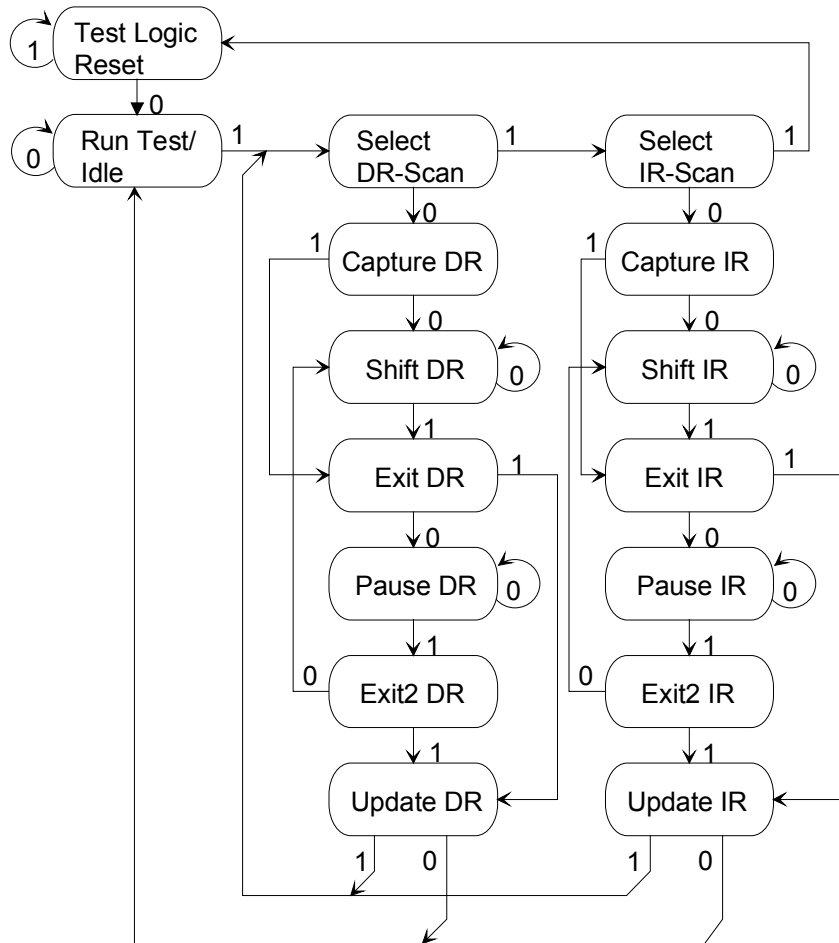 Test Logic
Reset
1
0
Run Test/
Idle
0
1
Select
DR-Scan
1
Select
IR-Scan
1
0
0
1
Capture DR
1
Capture IR
0
0
Shift DR
0
Shift IR
0
1
1
Exit DR
1
Exit IR
1
0
0
Pause DR
0
Pause IR
0
1
1
0
Exit2 DR
0
Exit2 IR
1
1
Update DR
Update IR
1
0
1
0